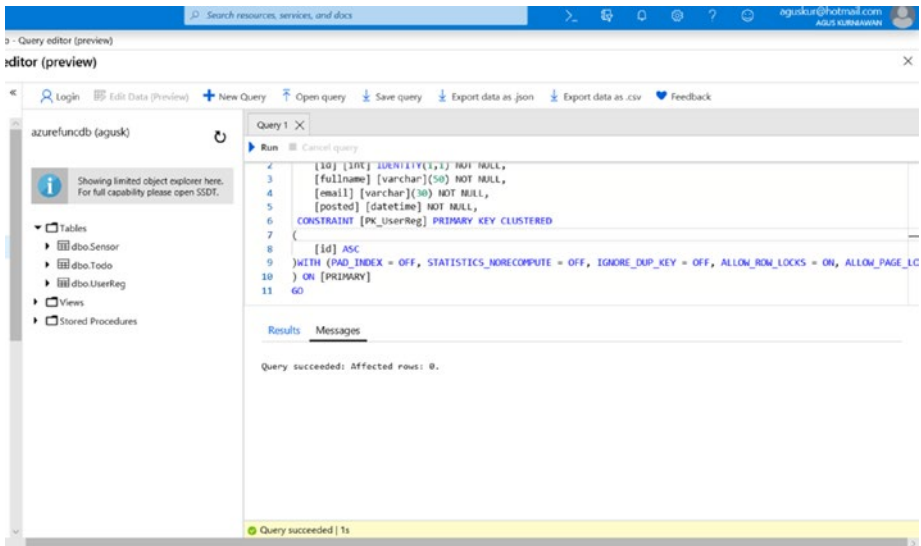 Search resources, services, and docs
aguskur@hotmail.com
AGUS KURNIAWAN
- Query editor (preview)
editor (preview)
Login Edit Data (Preview) New Query Open query Save query Export data as .json Export data as .csv Feedback
azurefuncdb (agusk)
Showing limited object explorer here.
For full capability please open SSDT.
Tables
dbo.Sensor
dbo.Todo
dbo.UserReg
Views
Stored Procedures
Query 1
Run Cancel query
2 [id] [int] IDENTITY(1,1) NOT NULL,
3 [fullname] [varchar](50) NOT NULL,
4 [email] [varchar](30) NOT NULL,
5 [posted] [datetime] NOT NULL,
6 CONSTRAINT [PK_UserReg] PRIMARY KEY CLUSTERED
7 (
8 [id] ASC
9 )WITH (PAD_INDEX = OFF, STATISTICS_NORECOMPUTE = OFF, IGNORE_DUP_KEY = OFF, ALLOW_ROW_LOCKS = ON, ALLOW_PAGE_LO
10 ) ON [PRIMARY]
11 GO
Results Messages
Query succeeded: Affected rows: 0.
Query succeeded | 1s